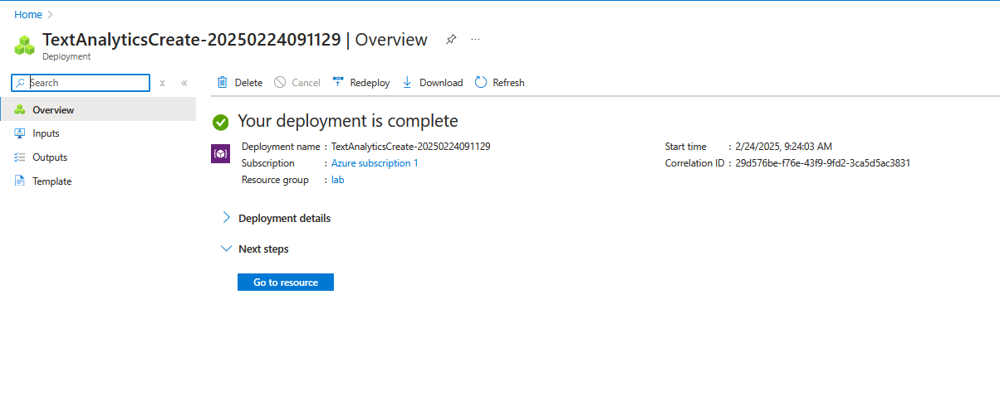 Home
TextAnalyticsCreate-20250224091129 | Overview
Deployment
Search
Delete Cancel Redeploy Download Refresh
Overview
Inputs
Outputs
Template
Your deployment is complete
Deployment name : TextAnalyticsCreate-20250224091129
Subscription : Azure subscription 1
Resource group : lab
Start time : 2/24/2025, 9:24:03 AM
Correlation ID : 29d576be-f76e-43f9-9fd2-3ca5d5ac3831
Deployment details
Next steps
Go to resource